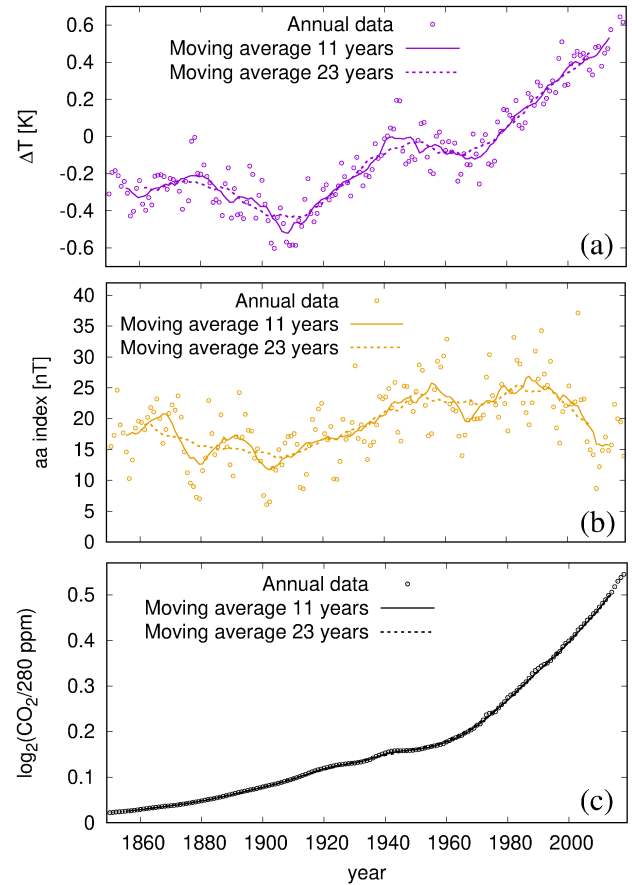 Annual data
Moving average 11 years
Moving average 23 years
0.6
0.4
0.2
0
-0.2
-0.4
-0.6
ΔT [K]
(a)
Annual data
Moving average 11 years
Moving average 23 years
40
35
30
25
20
15
10
5
0
aa index [nT]
(b)
Annual data
Moving average 11 years
Moving average 23 years
0.5
0.4
0.3
0.2
0.1
0
log₂(CO₂/280 ppm)
(c)
1860 1880 1900 1920 1940 1960 1980 2000
year